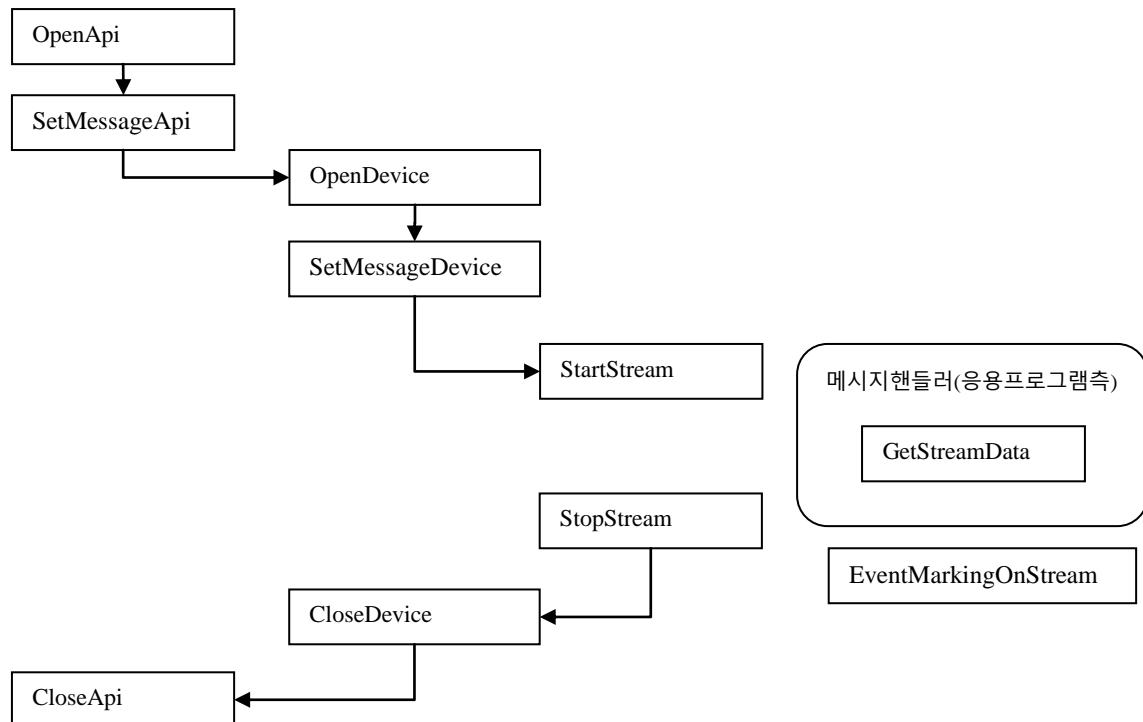 OpenApi
SetMessageApi
OpenDevice
SetMessageDevice
StartStream
메시지핸들러(응용프로그램측)
GetStreamData
StopStream
EventMarkingOnStream
CloseDevice
CloseApi